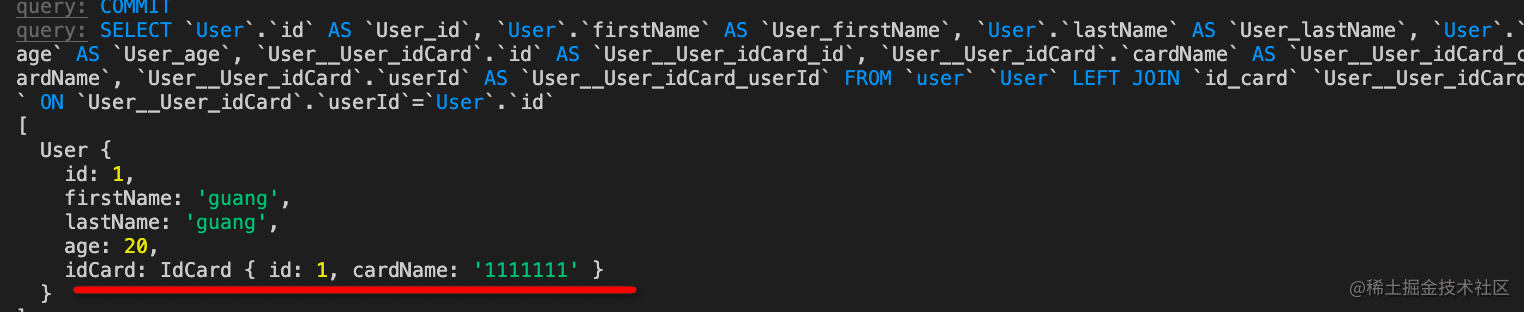 query: COMMIT
query: SELECT `User`.`id` AS `User_id`, `User`.`firstName` AS `User_firstName`, `User`.`lastName` AS `User_lastName`, `User`.`
age` AS `User_age`, `User__User_idCard`.`id` AS `User__User_idCard_id`, `User__User_idCard`.`cardName` AS `User__User_idCard_c
ardName`, `User__User_idCard`.`userId` AS `User__User_idCard_userId` FROM `user` `User` LEFT JOIN `id_card` `User__User_idCard
` ON `User__User_idCard`.`userId`=`User`.`id`
[
User {
id: 1,
firstName: 'guang',
lastName: 'guang',
age: 20,
idCard: IdCard { id: 1, cardName: '1111111' }
}
@稀土掘金技术社区